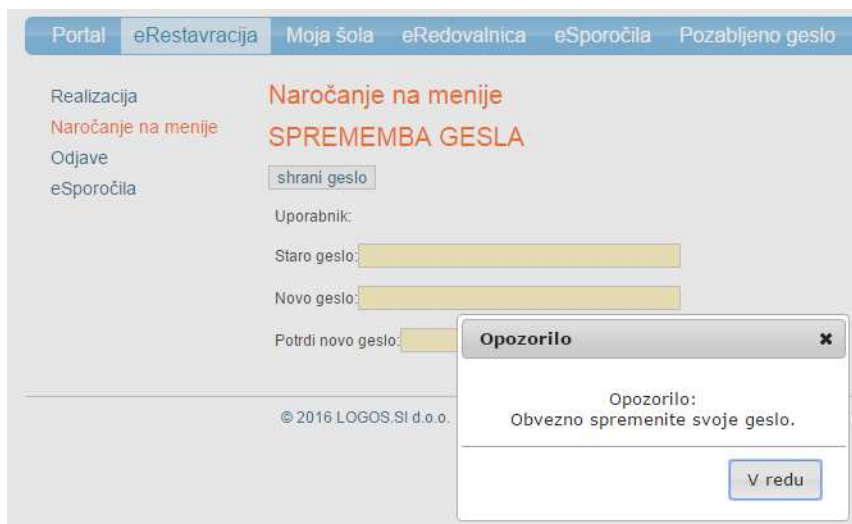 Portal eRestavracija Moja šola eRedovalnica eSporočila Pozabljeno geslo
Realizacija
Naročanje na menije
Odjave
eSporočila
Naročanje na menije
SPREMEMBA GESLA
shrani geslo
Uporabnik:
Staro geslo:
Novo geslo:
Potrdi novo geslo:
© 2016 LOGOS.SI d.o.o.
Opozorilo
Opozorilo:
Obvezno spremenite svoje geslo.
V redu